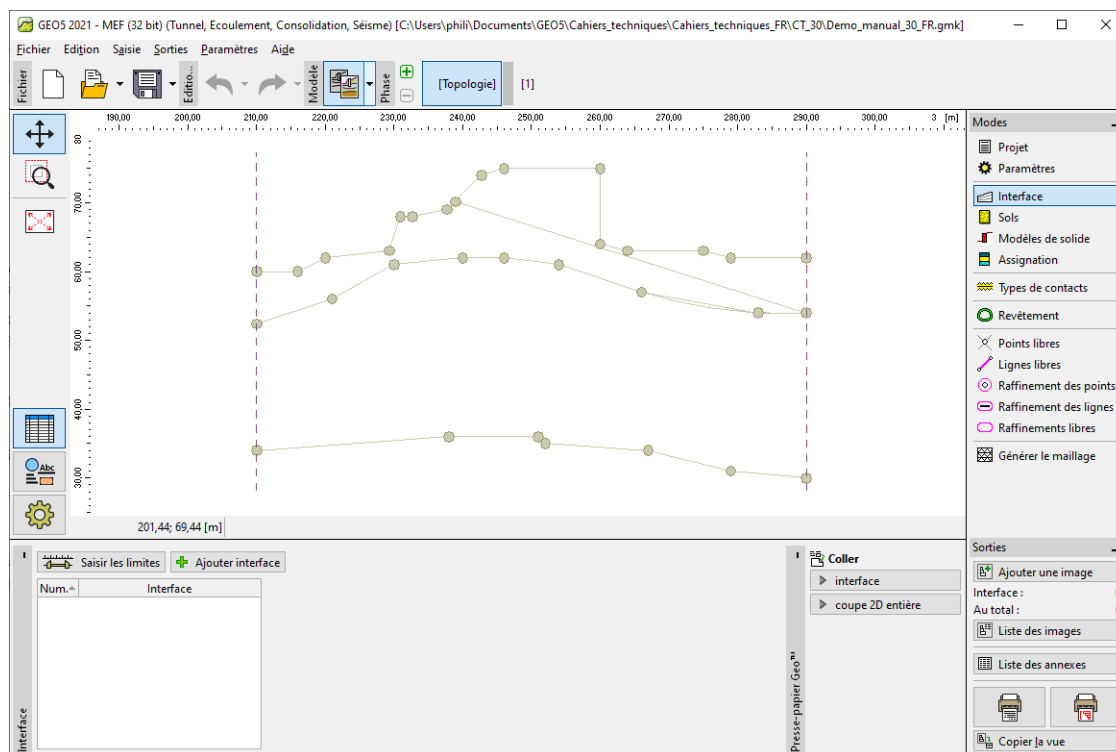 GEO5 2021 - MEF (32 bit) (Tunnel, Ecoulement, Consolidation, Séisme) [C:\Users\phili\Documents\GEO5\Cahiers_techniques\Cahiers_techniques_FR\CT_30\Demo_manual_30_FR.gmk]
Fichier Edition Saisie Sorties Paramètres Aide
Fichier
Editio...
Modèle
Phase
[Topologie]
[1]
190,00 200,00 210,00 220,00 230,00 240,00 250,00 260,00 270,00 280,00 290,00 300,00 3 [m]
80
70,00
60,00
50,00
40,00
30,00
Abc
201,44; 69,44 [m]
Modes
Projet
Paramètres
Interface
Sols
Modèles de solide
Assignation
Types de contacts
Revêtement
Points libres
Lignes libres
Raffinement des points
Raffinement des lignes
Raffinements libres
Générer le maillage
Interface
Saisir les limites
Ajouter interface
Num. Interface
Presse-papier Geo™
Coller
interface
coupe 2D entière
Sorties
Ajouter une image
Interface :
Au total :
Liste des images
Liste des annexes
Copier la vue